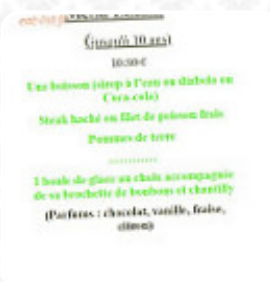 (jusqu'à 10 ans)
10:50 €
Une boisson (sirop à l'eau ou diabolo ou
Coca-cola)
Steak haché ou filet de poisson frais
Pommes de terre
1 boule de glace au choix accompagnée
de sa brochette de bonbons et chantilly
(Parfums : chocolat, vanille, fraise,
citron)